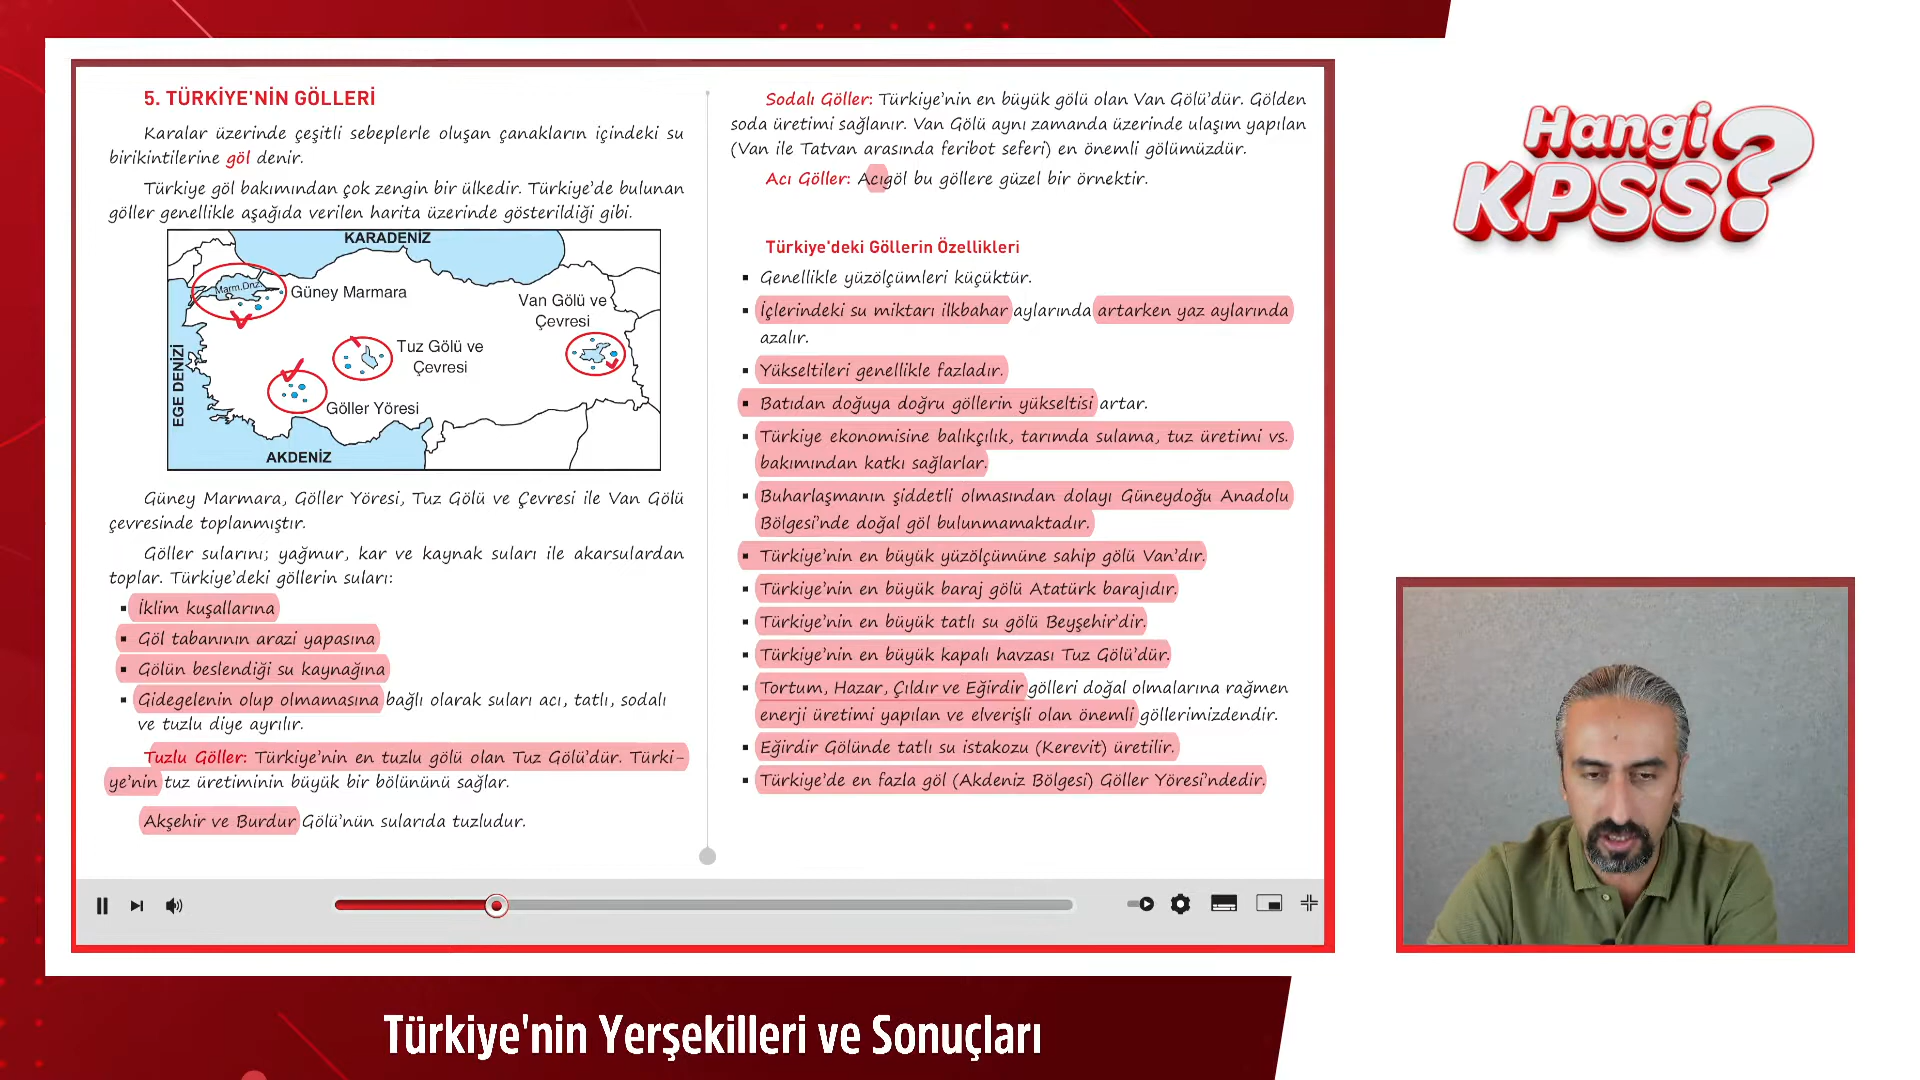 5. TÜRKİYE'NİN GÖLLERİ
Karalar üzerinde çeşitli sebeplerle oluşan çanakların içindeki su
birikintilerine göl denir.
Türkiye göl bakımından çok zengin bir ülkedir. Türkiye'de bulunan
göller genellikle aşağıda verilen harita üzerinde gösterildiği gibi.
KARADENİZ
Marm.Dnz.
Güney Marmara
Van Gölü ve
Çevresi
Tuz Gölü ve
Çevresi
Göller Yöresi
EGE DENİZİ
AKDENİZ
Güney Marmara, Göller Yöresi, Tuz Gölü ve Çevresi ile Van Gölü
çevresinde toplanmıştır.
Göller sularını; yağmur, kar ve kaynak suları ile akarsulardan
toplar. Türkiye'deki göllerin suları:
▪ İklim kuşallarına
▪ Göl tabanının arazi yapasına
▪ Gölün beslendiği su kaynağına
▪ Gidegelenin olup olmamasına bağlı olarak suları acı, tatlı, sodalı
ve tuzlu diye ayrılır.
Tuzlu Göller: Türkiye'nin en tuzlu gölü olan Tuz Gölü'dür. Türki-
ye'nin tuz üretiminin büyük bir bölününü sağlar.
Akşehir ve Burdur Gölü'nün sularıda tuzludur.
Sodalı Göller: Türkiye'nin en büyük gölü olan Van Gölü'dür. Gölden
soda üretimi sağlanır. Van Gölü aynı zamanda üzerinde ulaşım yapılan
(Van ile Tatvan arasında feribot seferi) en önemli gölümüzdür.
Acı Göller: Acıgöl bu göllere güzel bir örnektir.
Türkiye'deki Göllerin Özellikleri
▪ Genellikle yüzölçümleri küçüktür.
▪ İçlerindeki su miktarı ilkbahar aylarında artarken yaz aylarında
azalır.
▪ Yükseltileri genellikle fazladır.
▪ Batıdan doğuya doğru göllerin yükseltisi artar.
▪ Türkiye ekonomisine balıkçılık, tarımda sulama, tuz üretimi vs.
bakımından katkı sağlarlar.
▪ Buharlaşmanın şiddetli olmasından dolayı Güneydoğu Anadolu
Bölgesi'nde doğal göl bulunmamaktadır.
▪ Türkiye'nin en büyük yüzölçümüne sahip gölü Van'dır.
▪ Türkiye'nin en büyük baraj gölü Atatürk barajıdır.
▪ Türkiye'nin en büyük tatlı su gölü Beyşehir'dir.
▪ Türkiye'nin en büyük kapalı havzası Tuz Gölü'dür.
▪ Tortum, Hazar, Çıldır ve Eğirdir gölleri doğal olmalarına rağmen
enerji üretimi yapılan ve elverişli olan önemli göllerimizdendir.
▪ Eğirdir Gölünde tatlı su istakozu (Kerevit) üretilir.
▪ Türkiye'de en fazla göl (Akdeniz Bölgesi) Göller Yöresi'ndedir.
Hangi
KPSS?
Türkiye'nin Yerşekilleri ve Sonuçları